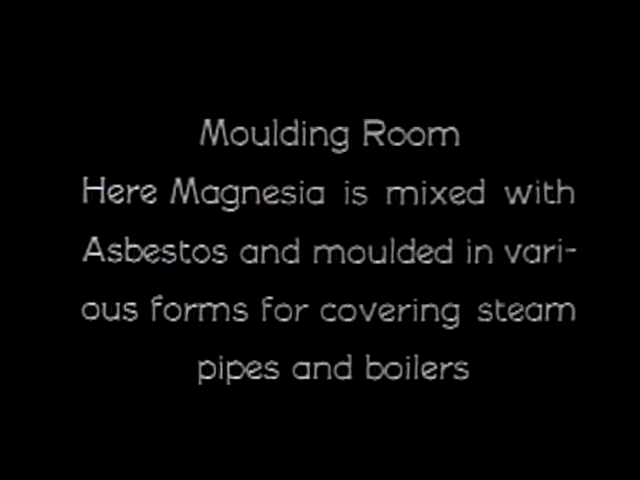 Moulding Room
Here Magnesia is mixed with
Asbestos and moulded in vari-
ous forms for covering steam
pipes and boilers